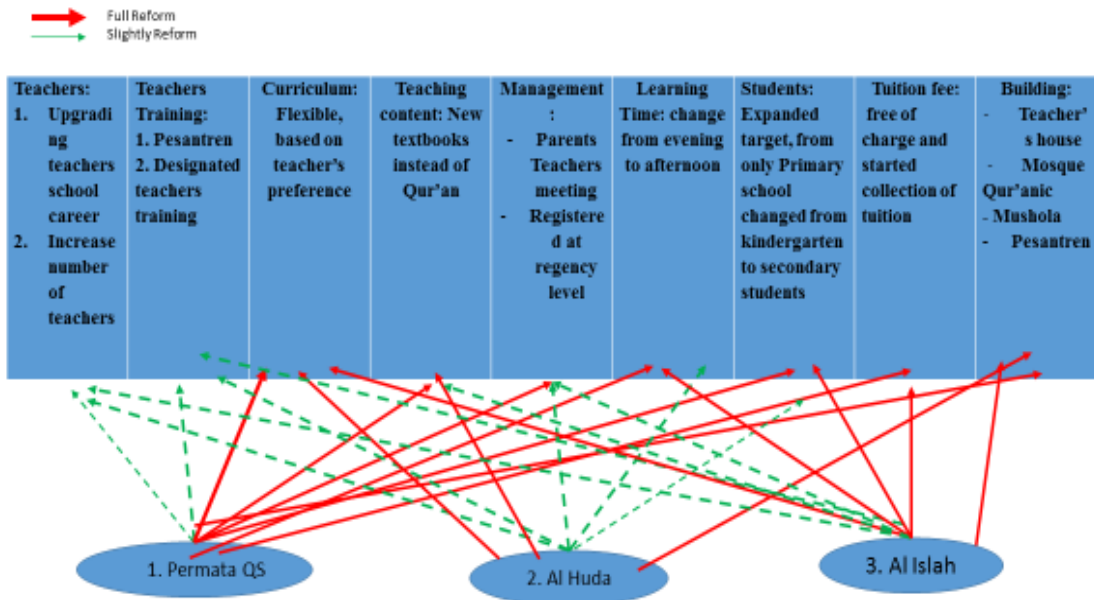 Full Reform
Slightly Reform
Teachers:
1. Upgradi
ng
teachers
school
career
2. Increase
number
of
teachers
Teachers
Training:
1. Pesantren
2. Designated
teachers
training
Curriculum:
Flexible,
based on
teacher's
preference
Teaching
content: New
textbooks
instead of
Qur'an
Management
:
- Parents
Teachers
meeting
- Registere
d at
regency
level
Learning
Time: change
from evening
to afternoon
Students:
Expanded
target, from
only Primary
school
changed from
kindergarten
to secondary
students
Tuition fee:
free of
charge and
started
collection of
tuition
Building:
- Teacher'
s house
- Mosque
Qur'anic
- Mushola
- Pesantren
1. Permata QS
2. Al Huda
3. Al Islah